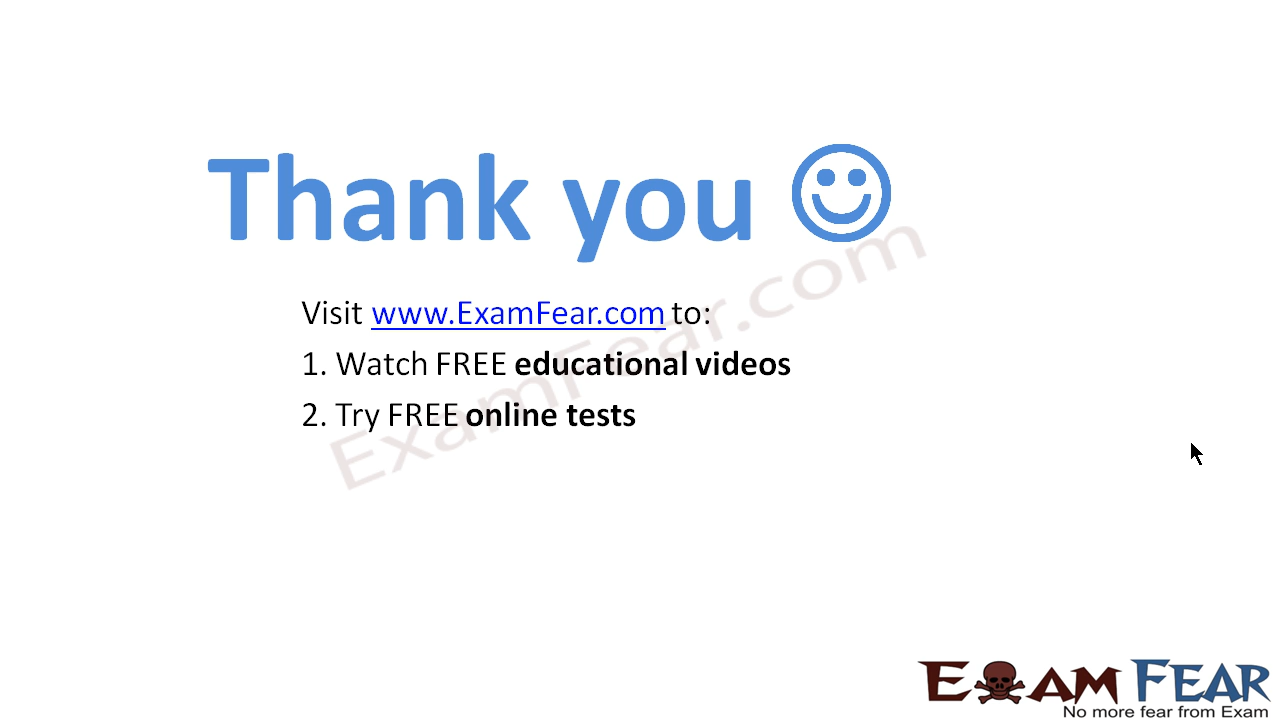 Thank you
Visit www.ExamFear.com to:
1. Watch FREE educational videos
2. Try FREE online tests
ExamFear.com
EXAM FEAR
No more fear from Exam